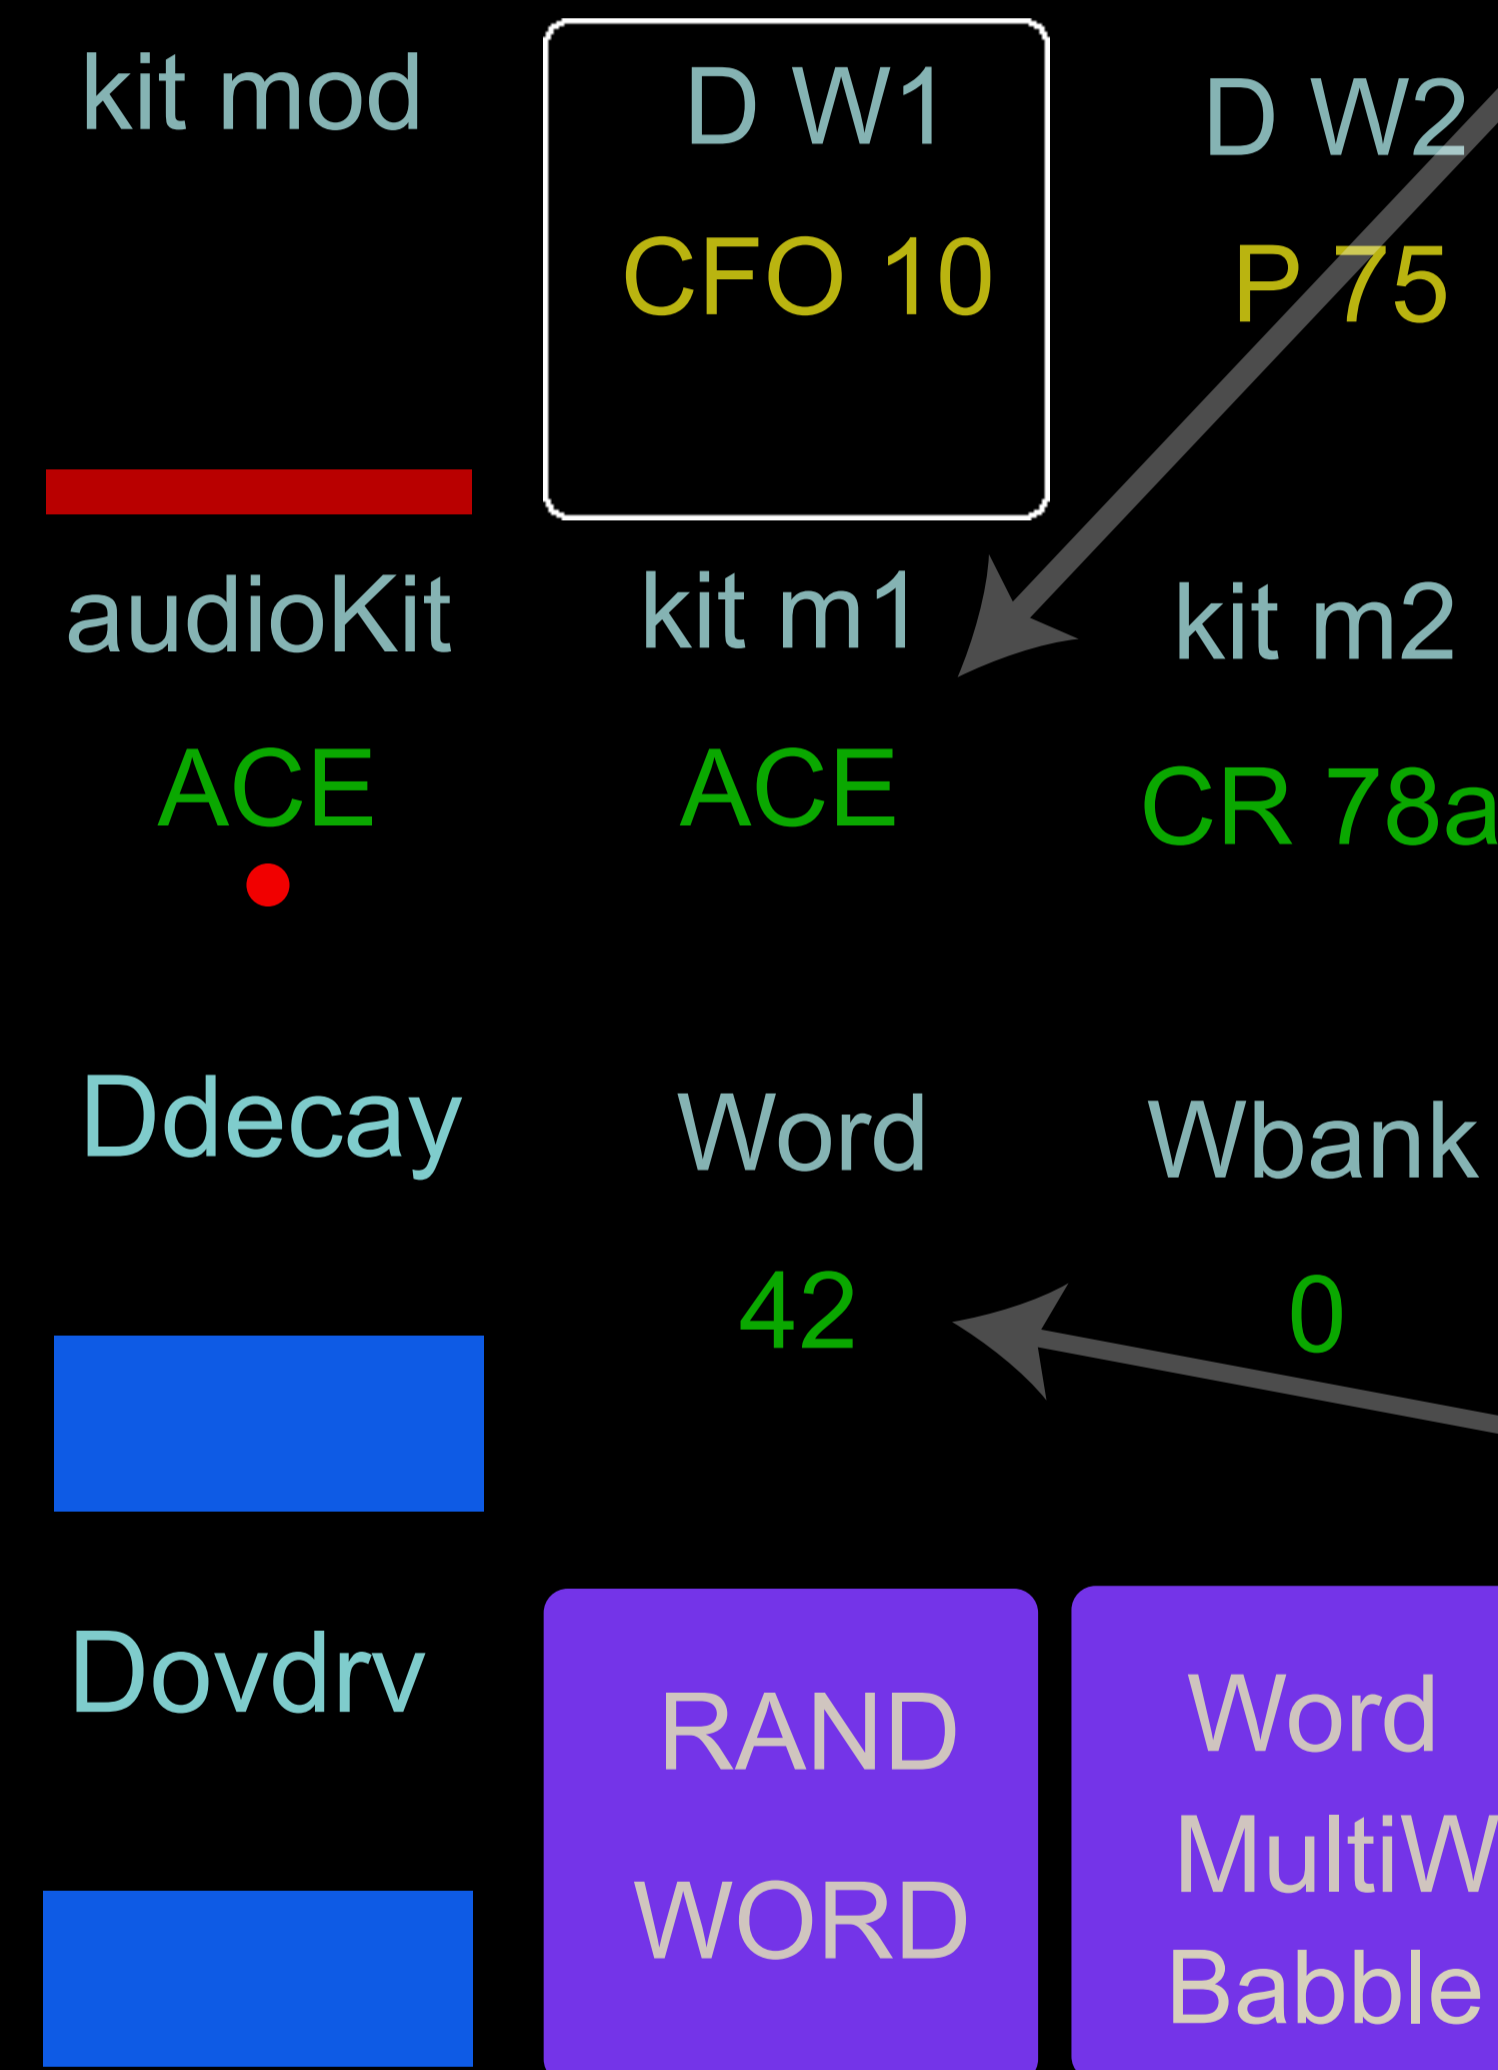 kit mod
D W1
D W2
CFO 10
P 75
audioKit
kit m1
kit m2
ACE
ACE
CR 78a
Ddecay
Word
Wbank
42
0
Dovdrv
RAND
WORD
Word
MultiW
Babble